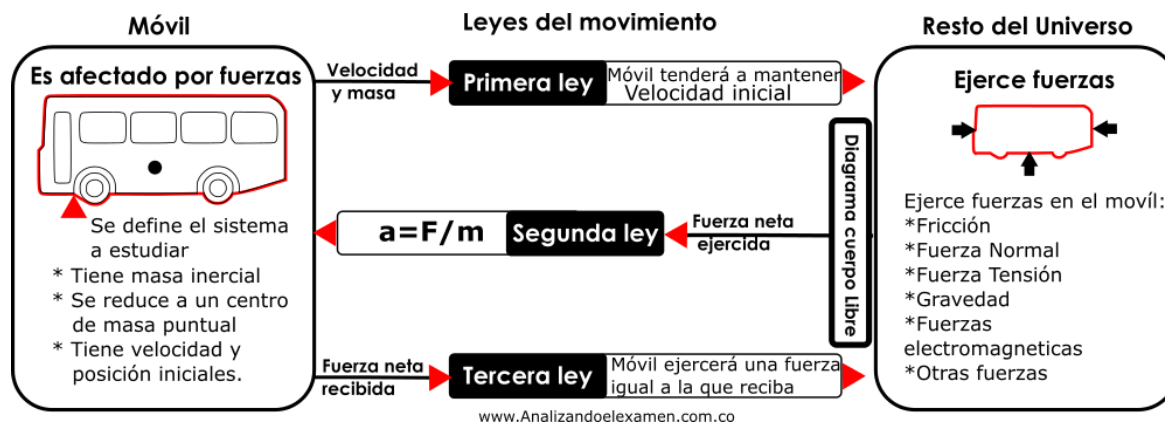 Móvil
Leyes del movimiento
Resto del Universo
Es afectado por fuerzas
Se define el sistema
a estudiar
* Tiene masa inercial
* Se reduce a un centro
de masa puntual
* Tiene velocidad y
posición iniciales.
Velocidad
y masa
Primera ley
Móvil tenderá a mantener
Velocidad inicial
a=F/m
Segunda ley
Fuerza neta
ejercida
Diagrama cuerpo Libre
Fuerza neta
recibida
Tercera ley
Móvil ejercerá una fuerza
igual a la que reciba
Ejerce fuerzas
Ejerce fuerzas en el movíl:
*Fricción
*Fuerza Normal
*Fuerza Tensión
*Gravedad
*Fuerzas
electromagneticas
*Otras fuerzas
www.Analizandoelexamen.com.co